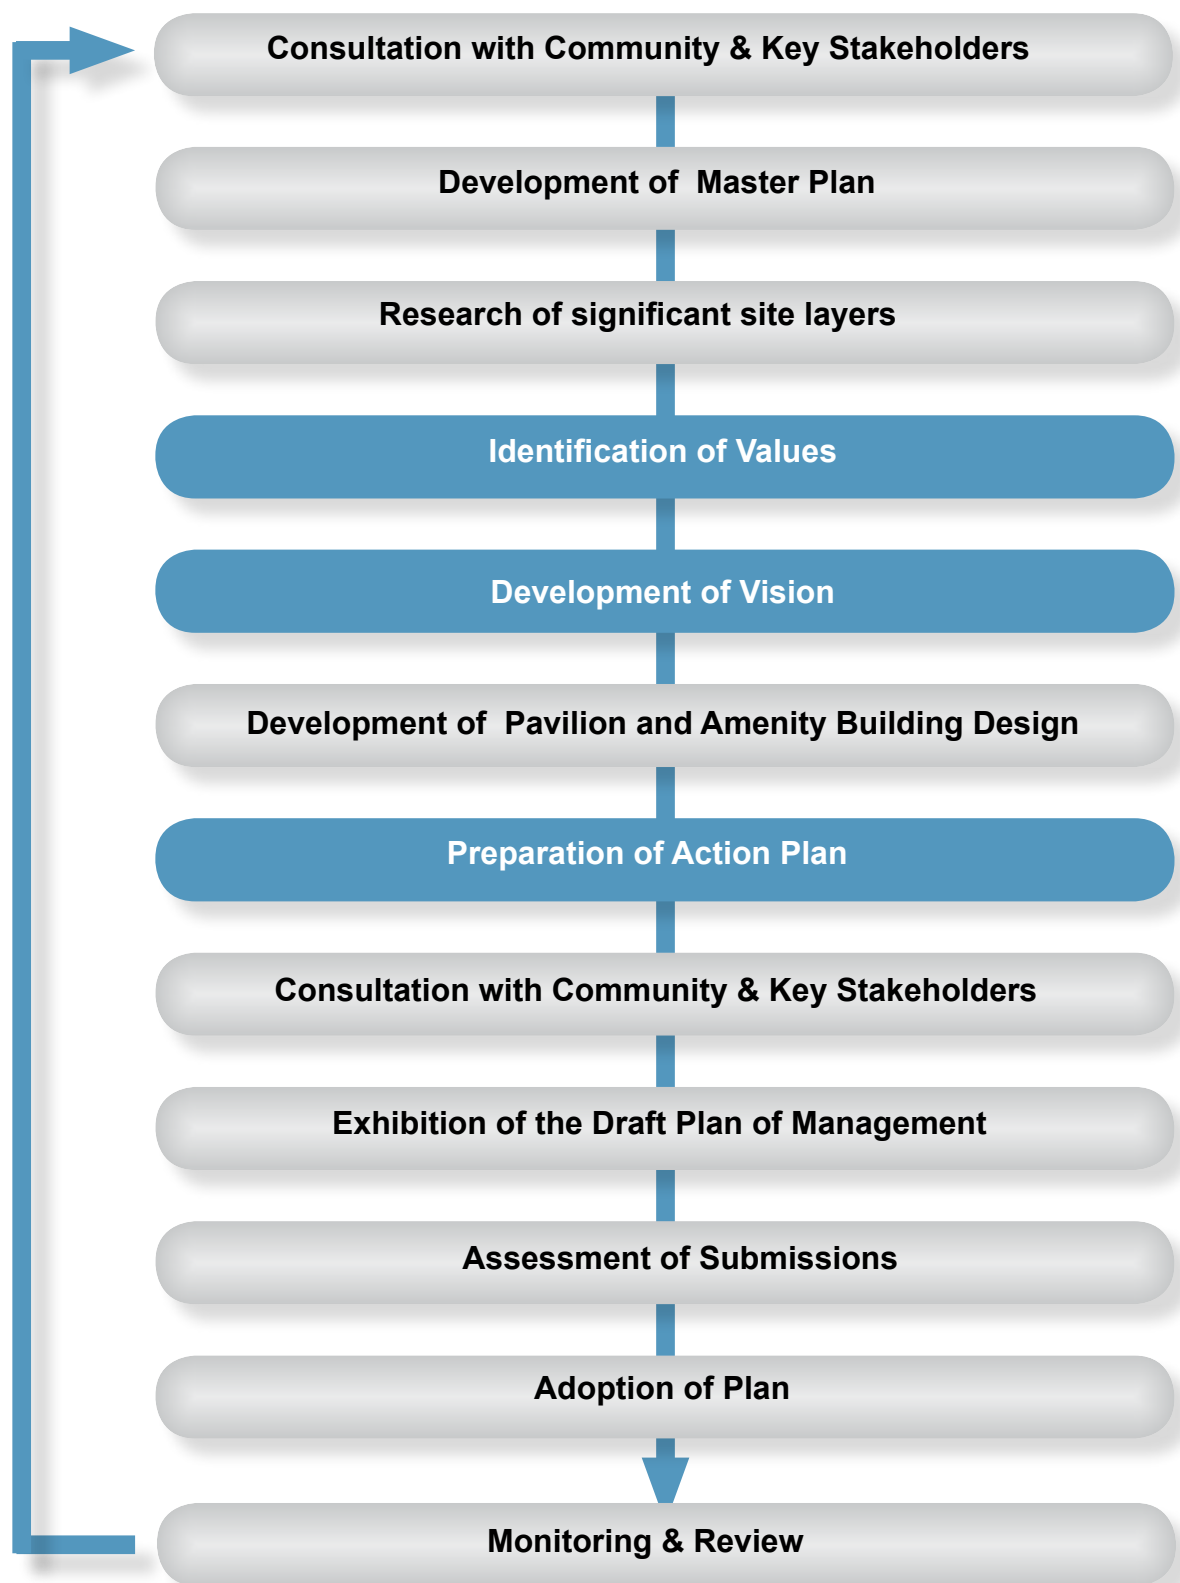 Consultation with Community & Key Stakeholders
Development of Master Plan
Research of significant site layers
Identification of Values
Development of Vision
Development of Pavilion and Amenity Building Design
Preparation of Action Plan
Consultation with Community & Key Stakeholders
Exhibition of the Draft Plan of Management
Assessment of Submissions
Adoption of Plan
Monitoring & Review